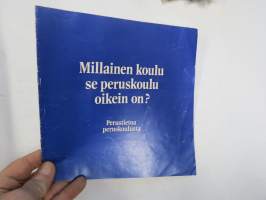 Millainen koulu
se peruskoulu
oikein on?
Perustietoa
peruskoulusta